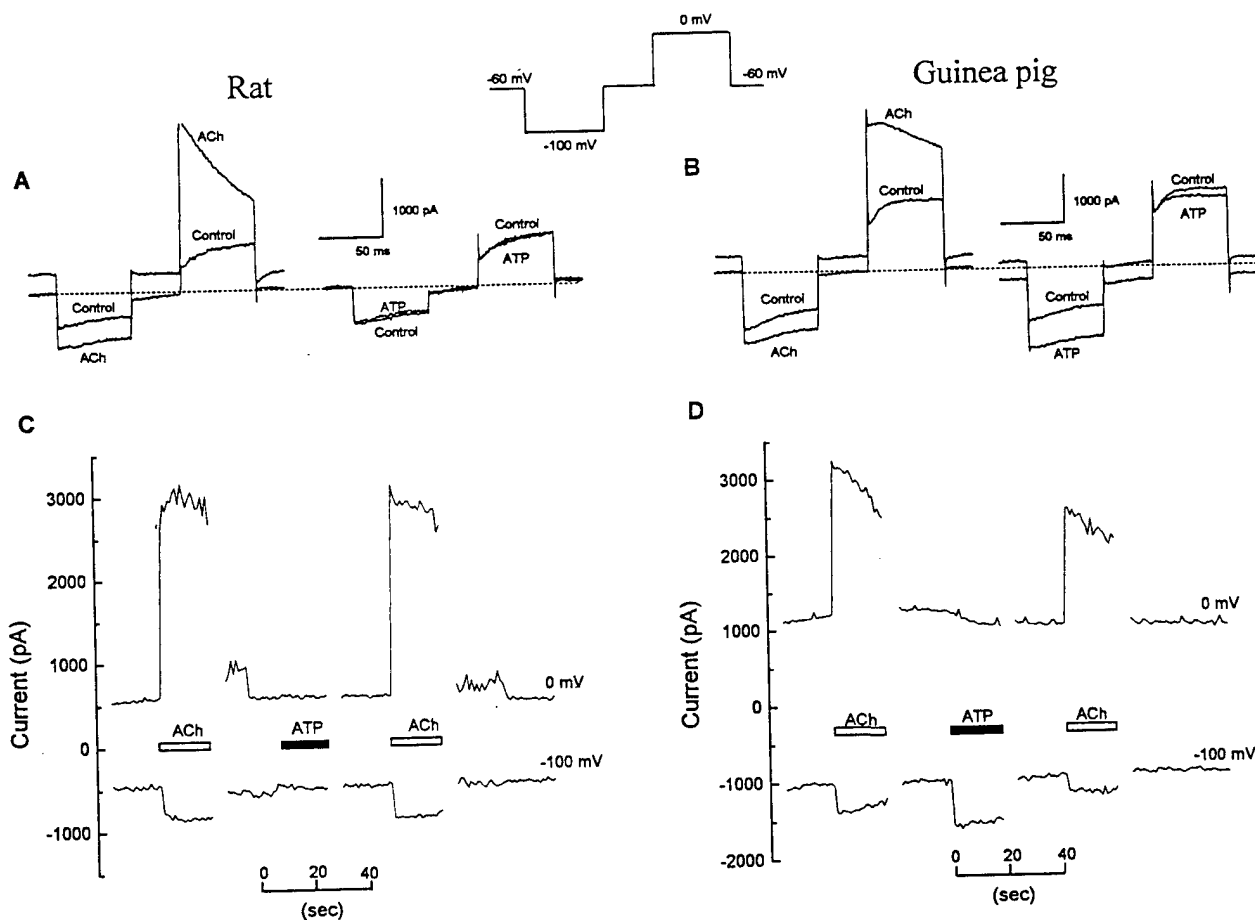 Rat
Guinea pig
0 mV
-60 mV
-60 mV
-100 mV
A
ACh
Control
Control
ACh
1000 pA
50 ms
Control
ATP
ATP
Control
B
ACh
Control
Control
ACh
1000 pA
50 ms
Control
ATP
Control
ATP
C
Current (pA)
3000
2000
1000
0
-1000
ACh
ATP
ACh
0 mV
-100 mV
0
20
40
(sec)
D
Current (pA)
3000
2000
1000
0
-1000
-2000
ACh
ATP
ACh
0 mV
-100 mV
0
20
40
(sec)